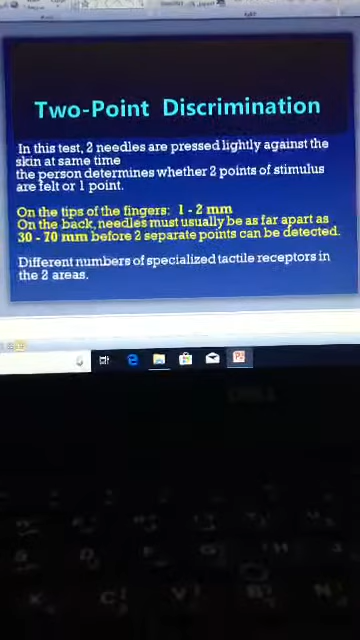 Two-Point Discrimination
In this test, 2 needles are pressed lightly against the
skin at same time
the person determines whether 2 points of stimulus
are felt or 1 point.
On the tips of the fingers: 1 - 2 mm
On the back, needles must usually be as far apart as
30 - 70 mm before 2 separate points can be detected.
Different numbers of specialized tactile receptors in
the 2 areas.
DELL